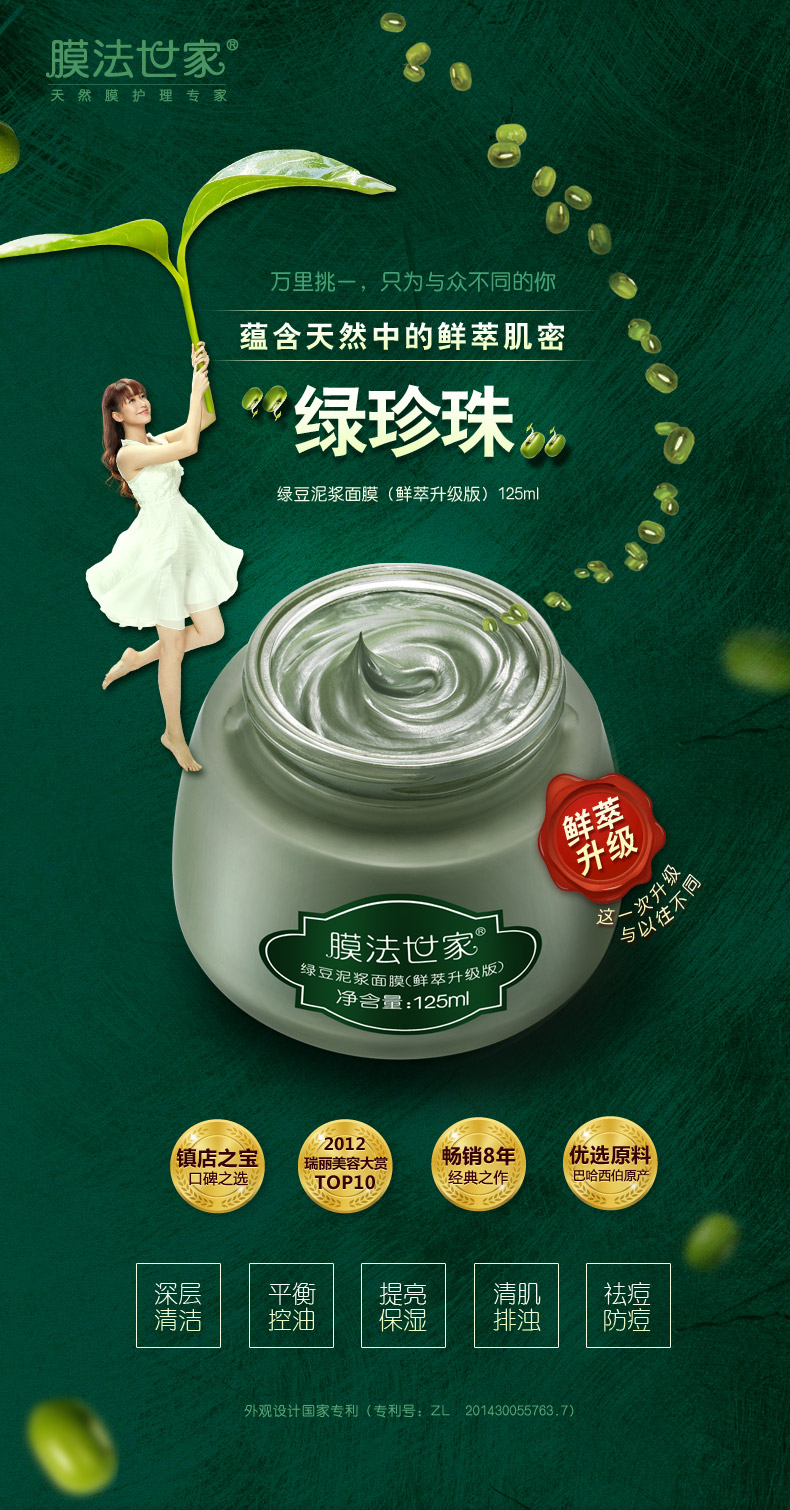 膜法世家®
天然膜护理专家
万里挑一，只为与众不同的你
蕴含天然中的鲜萃肌密
绿珍珠
绿豆泥浆面膜（鲜萃升级版）125ml
鲜萃
升级
这一次升级
与以往不同
膜法世家®
绿豆泥浆面膜(鲜萃升级版)
净含量:125ml
镇店之宝
口碑之选
2012
瑞丽美容大赏
TOP10
畅销8年
经典之作
优选原料
巴哈西伯原产
深层
清洁
平衡
控油
提亮
保湿
清肌
排浊
祛痘
防痘
外观设计国家专利（专利号：ZL 201430055763.7）